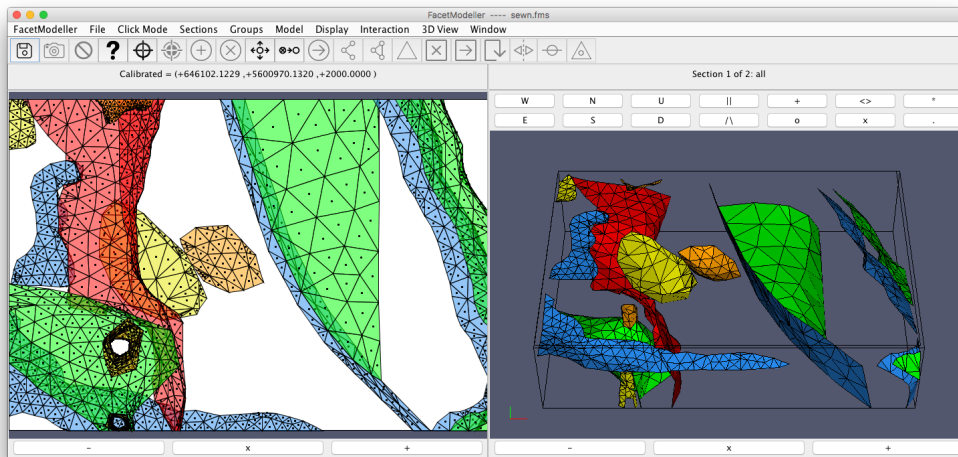 FacetModeller ---- sewn.fms
FacetModeller File Click Mode Sections Groups Model Display Interaction 3D View Window
?
Calibrated = (+646102.1229 ,+5600970.1320 ,+2000.0000 )
Section 1 of 2: all
W N U || + <> *
E S D /\ o x .
- x +
- x +